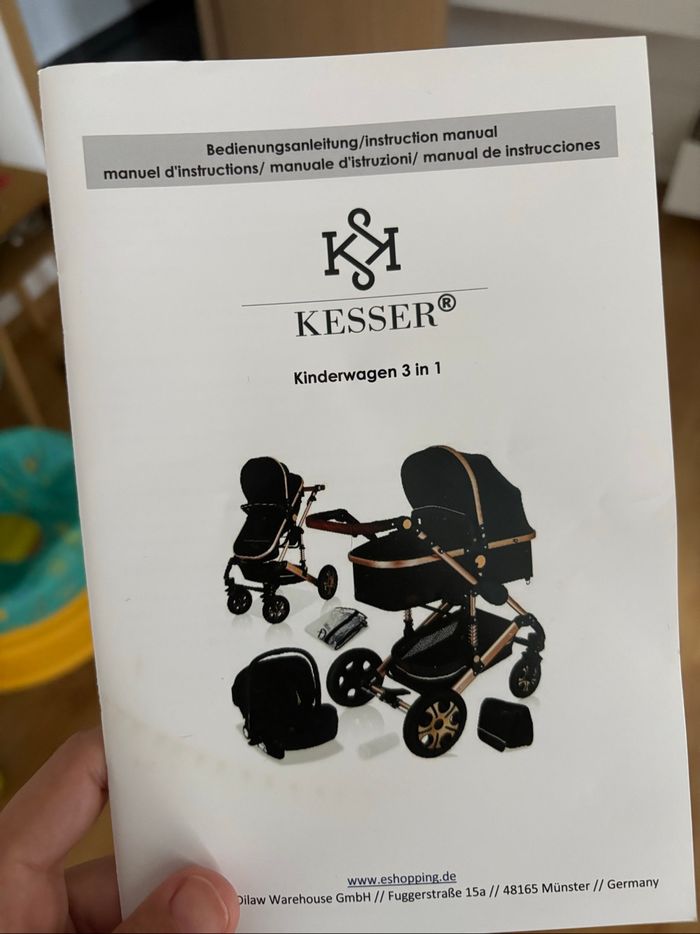 Bedienungsanleitung/instruction manual
manuel d'instructions/ manuale d'istruzioni/ manual de instrucciones
KESSER®
Kinderwagen 3 in 1
www.eshopping.de
Dilaw Warehouse GmbH // Fuggerstraße 15a // 48165 Münster // Germany